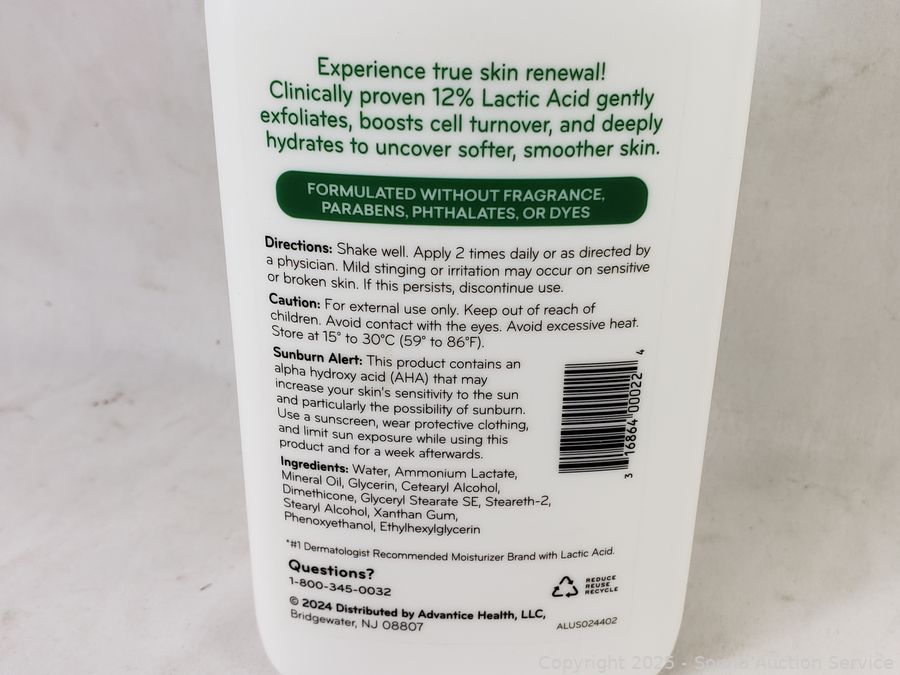 Experience true skin renewal!
Clinically proven 12% Lactic Acid gently
exfoliates, boosts cell turnover, and deeply
hydrates to uncover softer, smoother skin.
FORMULATED WITHOUT FRAGRANCE,
PARABENS, PHTHALATES, OR DYES
Directions: Shake well. Apply 2 times daily or as directed by
a physician. Mild stinging or irritation may occur on sensitive
or broken skin. If this persists, discontinue use.
Caution: For external use only. Keep out of reach of
children. Avoid contact with the eyes. Avoid excessive heat.
Store at 15° to 30°C (59° to 86°F).
Sunburn Alert: This product contains an
alpha hydroxy acid (AHA) that may
increase your skin's sensitivity to the sun
and particularly the possibility of sunburn.
Use a sunscreen, wear protective clothing,
and limit sun exposure while using this
product and for a week afterwards.
3 16864 00022 4
Ingredients: Water, Ammonium Lactate,
Mineral Oil, Glycerin, Cetearyl Alcohol,
Dimethicone, Glyceryl Stearate SE, Steareth-2,
Stearyl Alcohol, Xanthan Gum,
Phenoxyethanol, Ethylhexylglycerin
*#1 Dermatologist Recommended Moisturizer Brand with Lactic Acid.
Questions?
1-800-345-0032
REDUCE
REUSE
RECYCLE
© 2024 Distributed by Advantice Health, LLC,
Bridgewater, NJ 08807
ALUS024402
Copyright 2025 - Sound Auction Service